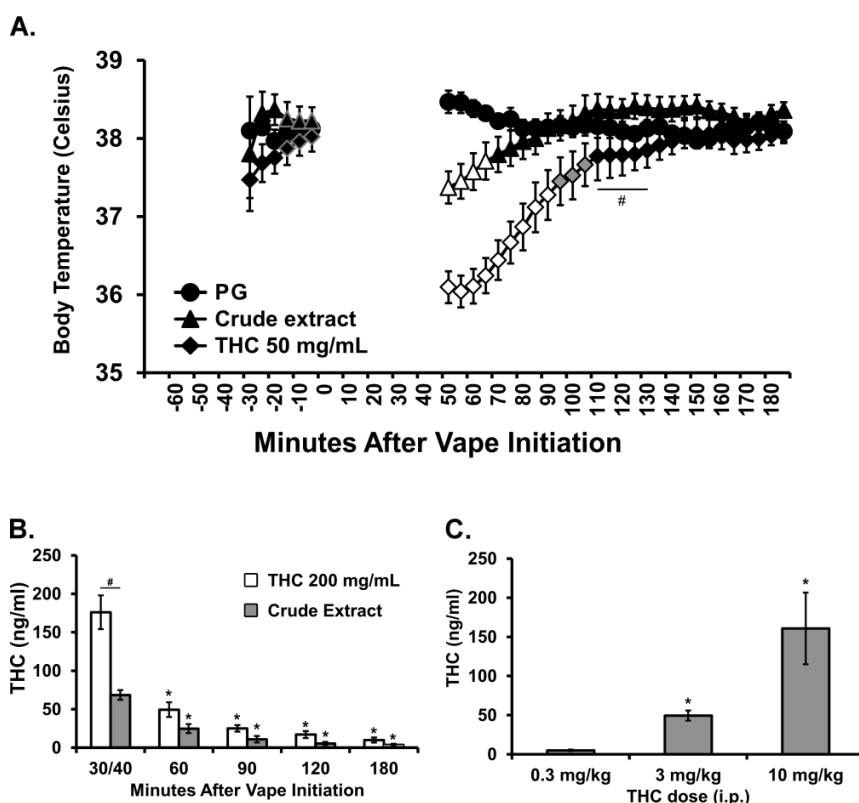 A.
Body Temperature (Celsius)
39
38
37
36
35
PG
Crude extract
THC 50 mg/mL
#
-60 -50 -40 -30 -20 -10 0 10 20 30 40 50 60 70 80 90 100 110 120 130 140 150 160 170 180
Minutes After Vape Initiation
B.
THC (ng/ml)
250
200
150
100
50
0
#
THC 200 mg/mL
Crude Extract
* * * * * * * *
30/40 60 90 120 180
Minutes After Vape Initiation
C.
THC (ng/ml)
250
200
150
100
50
0
*
*
0.3 mg/kg 3 mg/kg 10 mg/kg
THC dose (i.p.)